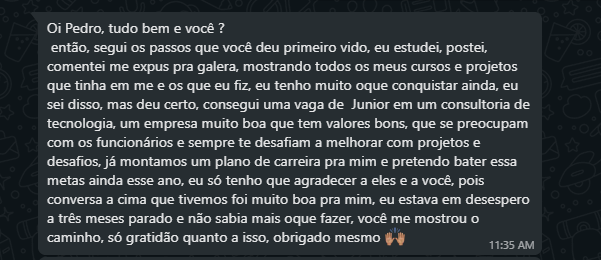 Oi Pedro, tudo bem e você ?
então, segui os passos que você deu primeiro vido, eu estudei, postei,
comentei me expus pra galera, mostrando todos os meus cursos e projetos
que tinha em me e os que eu fiz, eu tenho muito oque conquistar ainda, eu
sei disso, mas deu certo, consegui uma vaga de  Junior em um consultoria de
tecnologia, um empresa muito boa que tem valores bons, que se preocupam
com os funcionários e sempre te desafiam a melhorar com projetos e
desafios, já montamos um plano de carreira pra mim e pretendo bater essa
metas ainda esse ano, eu só tenho que agradecer a eles e a você, pois
conversa a cima que tivemos foi muito boa pra mim, eu estava em desespero
a três meses parado e não sabia mais oque fazer, você me mostrou o
caminho, só gratidão quanto a isso, obrigado mesmo 🙌🏽
11:35 AM